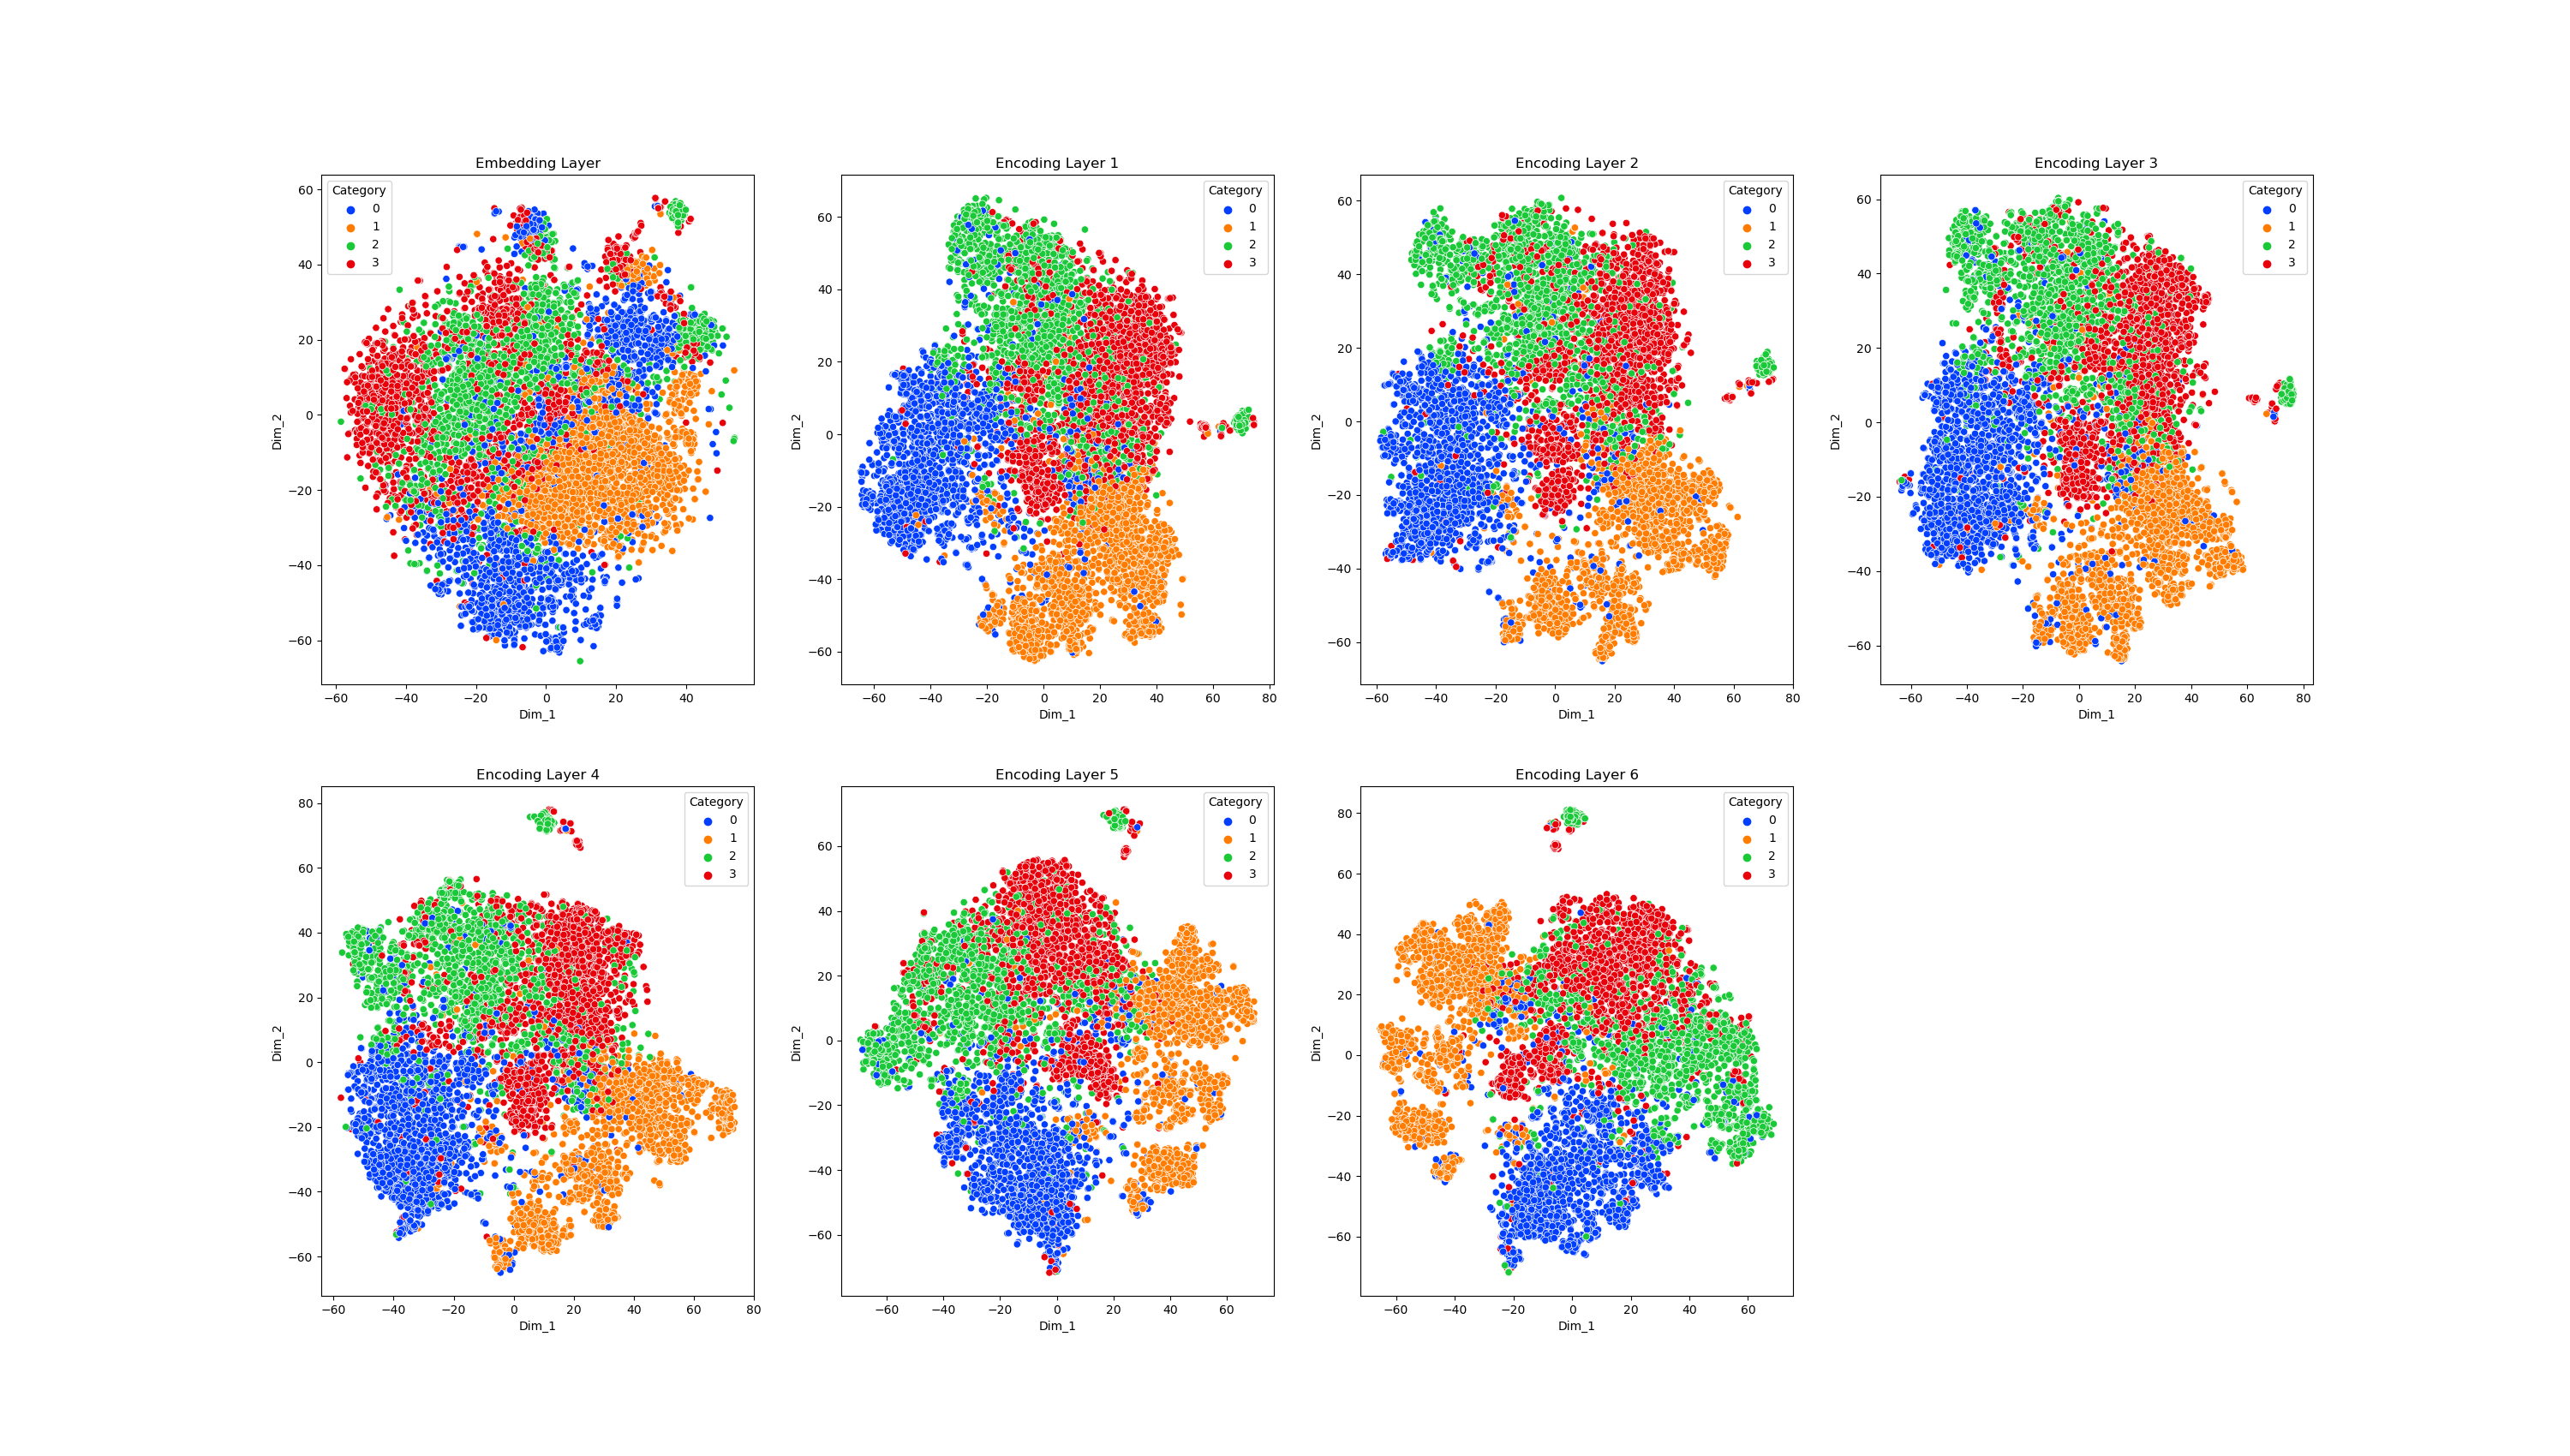 Embedding Layer
Category
0
1
2
3
60
40
20
0
−20
−40
−60
Dim_2
−60 −40 −20 0 20 40
Dim_1
Encoding Layer 1
Category
0
1
2
3
60
40
20
0
−20
−40
−60
Dim_2
−60 −40 −20 0 20 40 60 80
Dim_1
Encoding Layer 2
Category
0
1
2
3
60
40
20
0
−20
−40
−60
Dim_2
−60 −40 −20 0 20 40 60 80
Dim_1
Encoding Layer 3
Category
0
1
2
3
60
40
20
0
−20
−40
−60
Dim_2
−60 −40 −20 0 20 40 60 80
Dim_1
Encoding Layer 4
Category
0
1
2
3
80
60
40
20
0
−20
−40
−60
Dim_2
−60 −40 −20 0 20 40 60 80
Dim_1
Encoding Layer 5
Category
0
1
2
3
60
40
20
0
−20
−40
−60
Dim_2
−60 −40 −20 0 20 40 60
Dim_1
Encoding Layer 6
Category
0
1
2
3
80
60
40
20
0
−20
−40
−60
Dim_2
−60 −40 −20 0 20 40 60
Dim_1